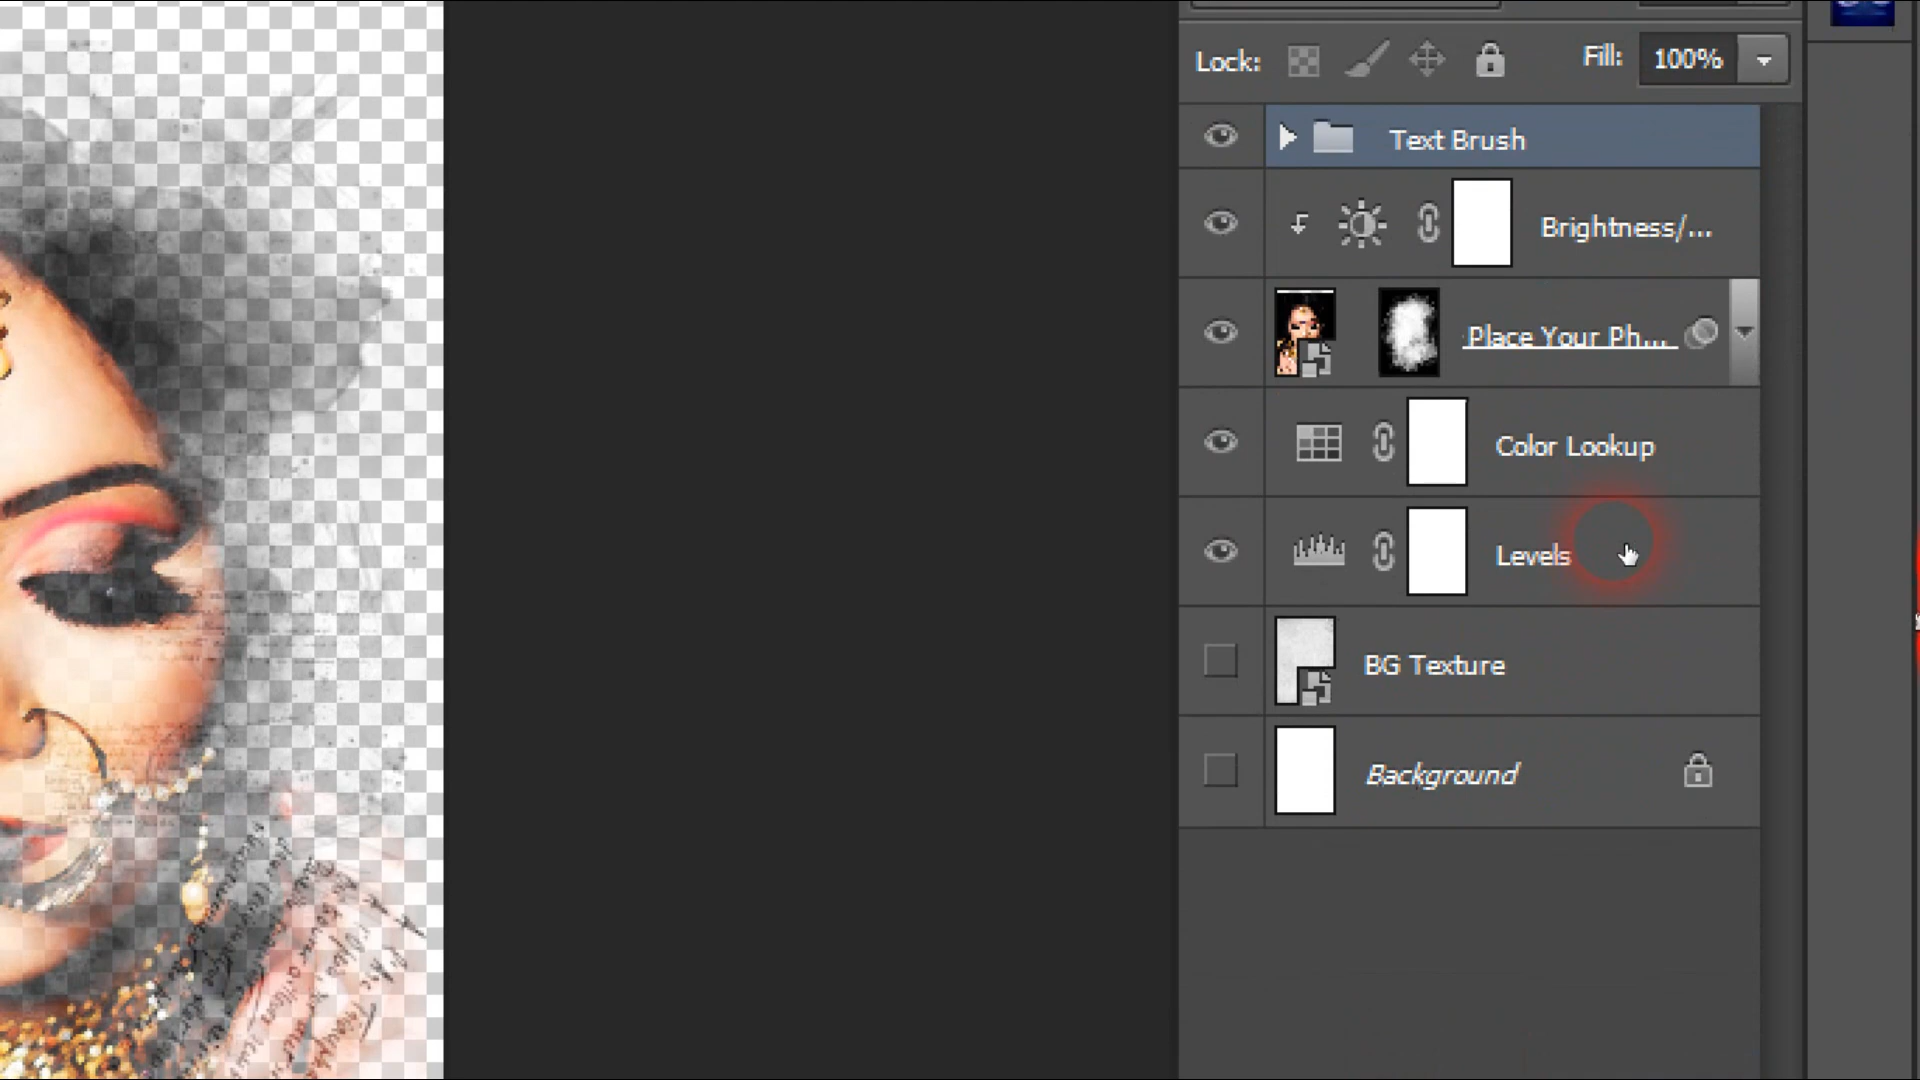 Lock:
Fill: 100%
Text Brush
Brightness/...
Place Your Ph...
Color Lookup
Levels
BG Texture
Background